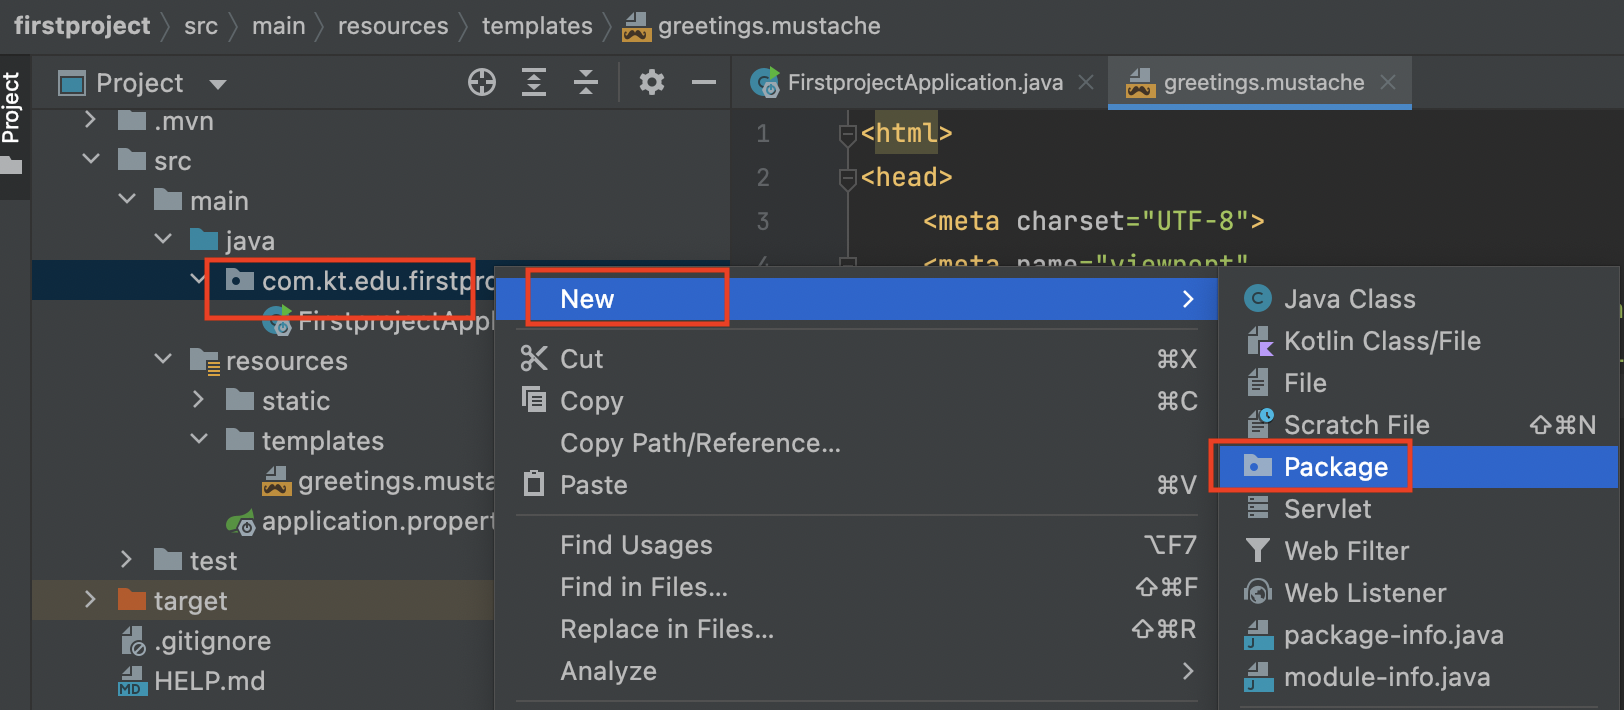 firstproject src main resources templates greetings.mustache
Project
Project
FirstprojectApplication.java
greetings.mustache
.mvn
src
main
java
com.kt.edu.firstpro
FirstprojectAppl
resources
static
templates
greetings.musta
application.propert
test
target
.gitignore
HELP.md
1 <html>
2 <head>
3 <meta charset="UTF-8">
4 <meta name="viewport"
New
Cut ⌘X
Copy ⌘C
Copy Path/Reference...
Paste ⌘V
Find Usages ⌥F7
Find in Files... ⇧⌘F
Replace in Files... ⇧⌘R
Analyze
Java Class
Kotlin Class/File
File
Scratch File ⇧⌘N
Package
Servlet
Web Filter
Web Listener
package-info.java
module-info.java